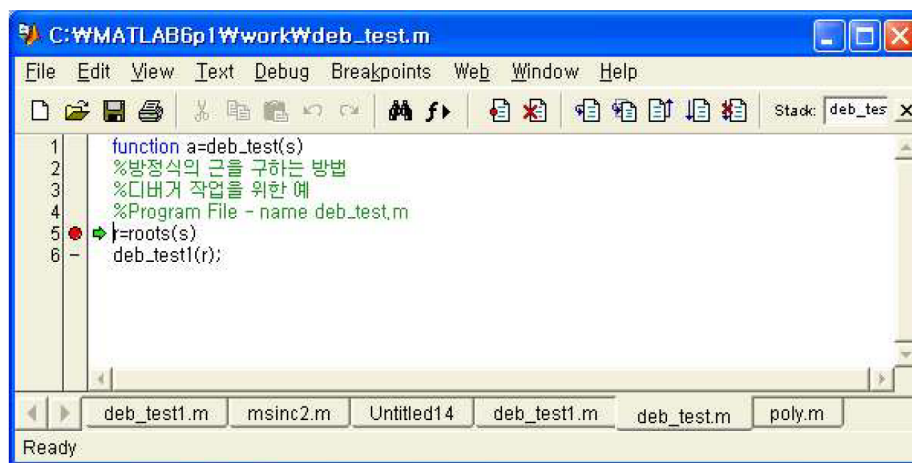 C:₩MATLAB6p1₩work₩deb_test.m
File Edit View Text Debug Breakpoints Web Window Help
Stack: deb_tes
1 function a=deb_test(s)
2 %방정식의 근을 구하는 방법
3 %디버거 작업을 위한 예
4 %Program File - name deb_test.m
5 r=roots(s)
6 - deb_test1(r);
deb_test1.m msinc2.m Untitled14 deb_test1.m deb_test.m poly.m
Ready